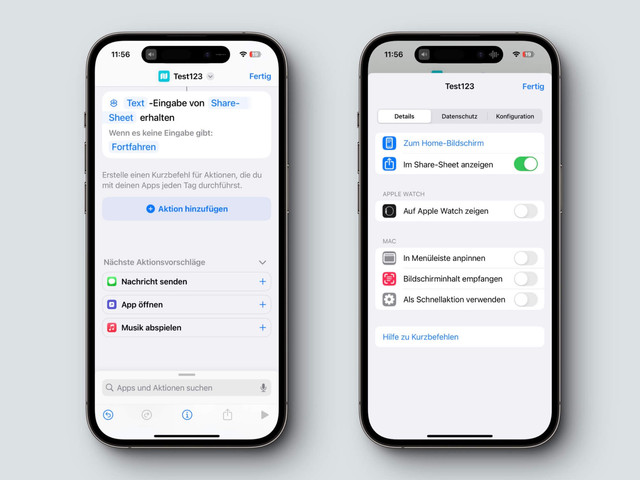 11:56
Test123
Fertig
Text -Eingabe von Share-
Sheet erhalten
Wenn es keine Eingabe gibt:
Fortfahren
Erstelle einen Kurzbefehl für Aktionen, die du
mit deinen Apps jeden Tag durchführst.
Aktion hinzufügen
Nächste Aktionsvorschläge
Nachricht senden
App öffnen
Musik abspielen
Apps und Aktionen suchen
11:56
Test123
Fertig
Details
Datenschutz
Konfiguration
Zum Home-Bildschirm
Im Share-Sheet anzeigen
APPLE WATCH
Auf Apple Watch zeigen
MAC
In Menüleiste anpinnen
Bildschirminhalt empfangen
Als Schnellaktion verwenden
Hilfe zu Kurzbefehlen